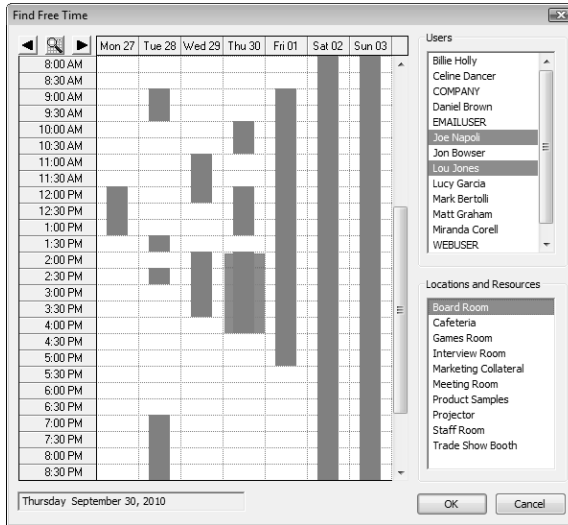 Find Free Time
Mon 27 Tue 28 Wed 29 Thu 30 Fri 01 Sat 02 Sun 03
8:00 AM
8:30 AM
9:00 AM
9:30 AM
10:00 AM
10:30 AM
11:00 AM
11:30 AM
12:00 PM
12:30 PM
1:00 PM
1:30 PM
2:00 PM
2:30 PM
3:00 PM
3:30 PM
4:00 PM
4:30 PM
5:00 PM
5:30 PM
6:00 PM
6:30 PM
7:00 PM
7:30 PM
8:00 PM
8:30 PM
Thursday September 30, 2010
Users
Billie Holly
Celine Dancer
COMPANY
Daniel Brown
EMAILUSER
Joe Napoli
Jon Bowser
Lou Jones
Lucy Garcia
Mark Bertolli
Matt Graham
Miranda Corell
WEBUSER
Locations and Resources
Board Room
Cafeteria
Games Room
Interview Room
Marketing Collateral
Meeting Room
Product Samples
Projector
Staff Room
Trade Show Booth
OK Cancel